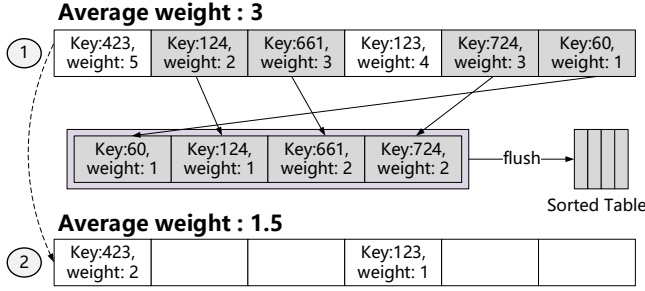 Average weight : 3
1
Key:423, Key:124, Key:661, Key:123, Key:724, Key:60,
weight: 5 weight: 2 weight: 3 weight: 4 weight: 3 weight: 1
Key:60, Key:124, Key:661, Key:724,
weight: 1 weight: 1 weight: 2 weight: 2
flush
Sorted Table
Average weight : 1.5
2
Key:423, Key:123,
weight: 2 weight: 1